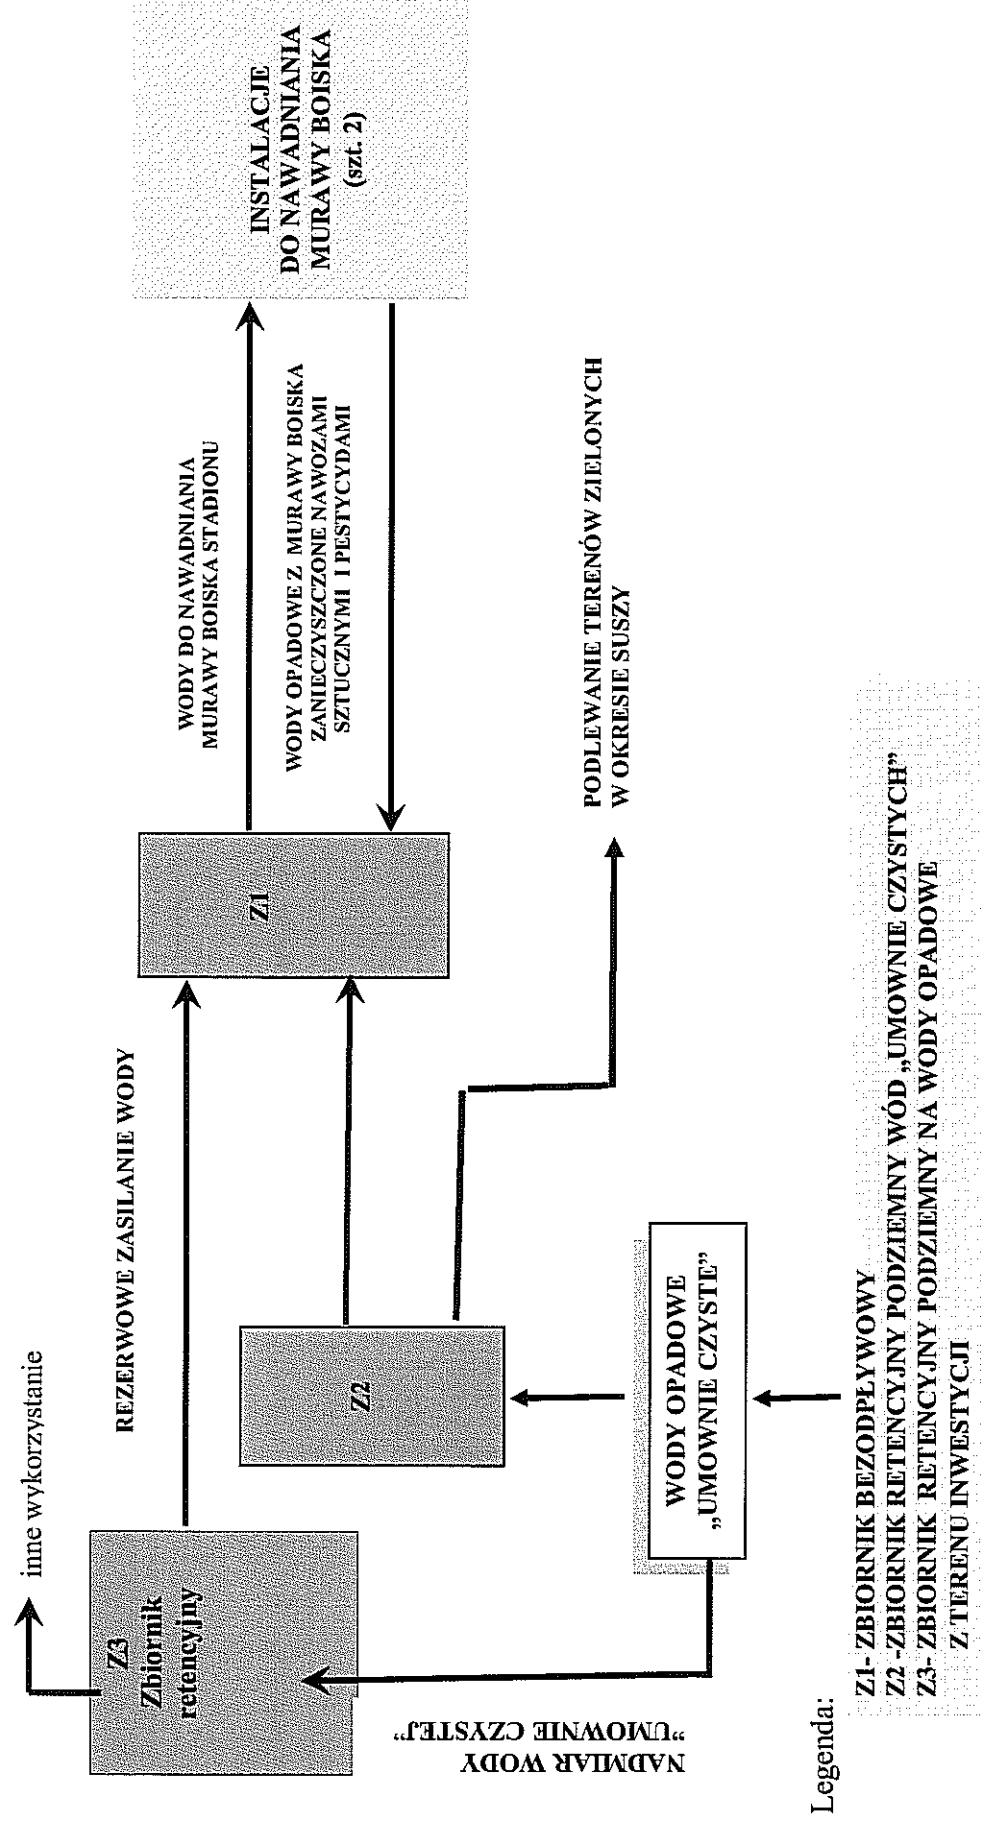 inne wykorzystanie
REZERWOWE ZASILANIE WODY
Z3
Zbiornik
retencyjny
Z1
WODY DO NAWADNIANIA
MURAWY BOISKA STADIONU
INSTALACJE
DO NAWADNIANIA
MURAWY BOISKA
(szt. 2)
WODY OPADOWE Z MURAWY BOISKA
ZANIECZYSZCZONE NAWOZAMI
SZTUCZNYMI I PESTYCYDAMI
Z2
PODLEWANIE TERENÓW ZIELONYCH
W OKRESIE SUSZY
NADMIAR WODY
"UMOWNIE CZYSTEJ"
WODY OPADOWE
„UMOWNIE CZYSTE”
Legenda:
Z1- ZBIORNIK BEZODPŁYWOWY
Z2 -ZBIORNIK RETENCYJNY PODZIEMNY WÓD „UMOWNIE CZYSTYCH”
Z3- ZBIORNIK RETENCYJNY PODZIEMNY NA WODY OPADOWE
Z TERENU INWESTYCJI